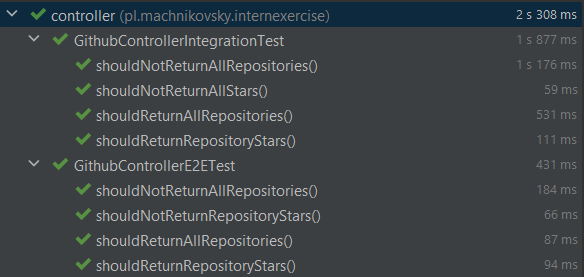 controller (pl.machnikovsky.internexercise) 2 s 308 ms
GithubControllerIntegrationTest 1 s 877 ms
shouldNotReturnAllRepositories() 1 s 176 ms
shouldNotReturnAllStars() 59 ms
shouldReturnAllRepositories() 531 ms
shouldReturnRepositoryStars() 111 ms
GithubControllerE2ETest 431 ms
shouldNotReturnAllRepositories() 184 ms
shouldNotReturnRepositoryStars() 66 ms
shouldReturnAllRepositories() 87 ms
shouldReturnRepositoryStars() 94 ms